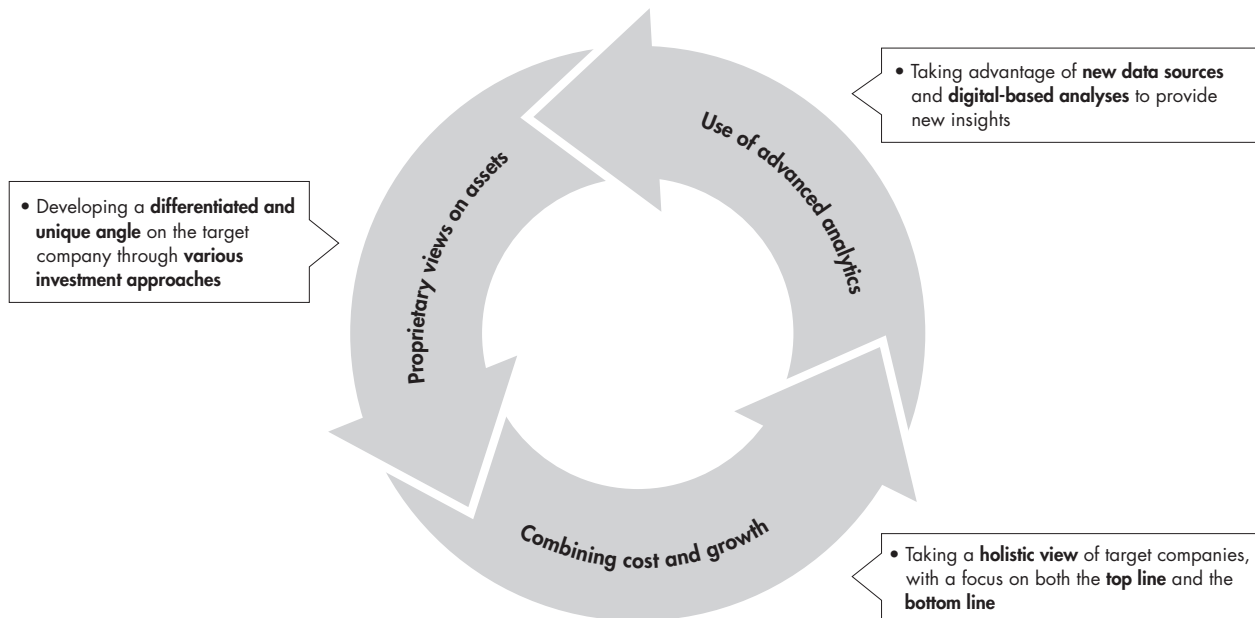 • Taking advantage of new data sources
and digital-based analyses to provide
new insights
Use of advanced analytics
Proprietary views on assets
• Developing a differentiated and
unique angle on the target
company through various
investment approaches
Combining cost and growth
• Taking a holistic view of target companies,
with a focus on both the top line and the
bottom line